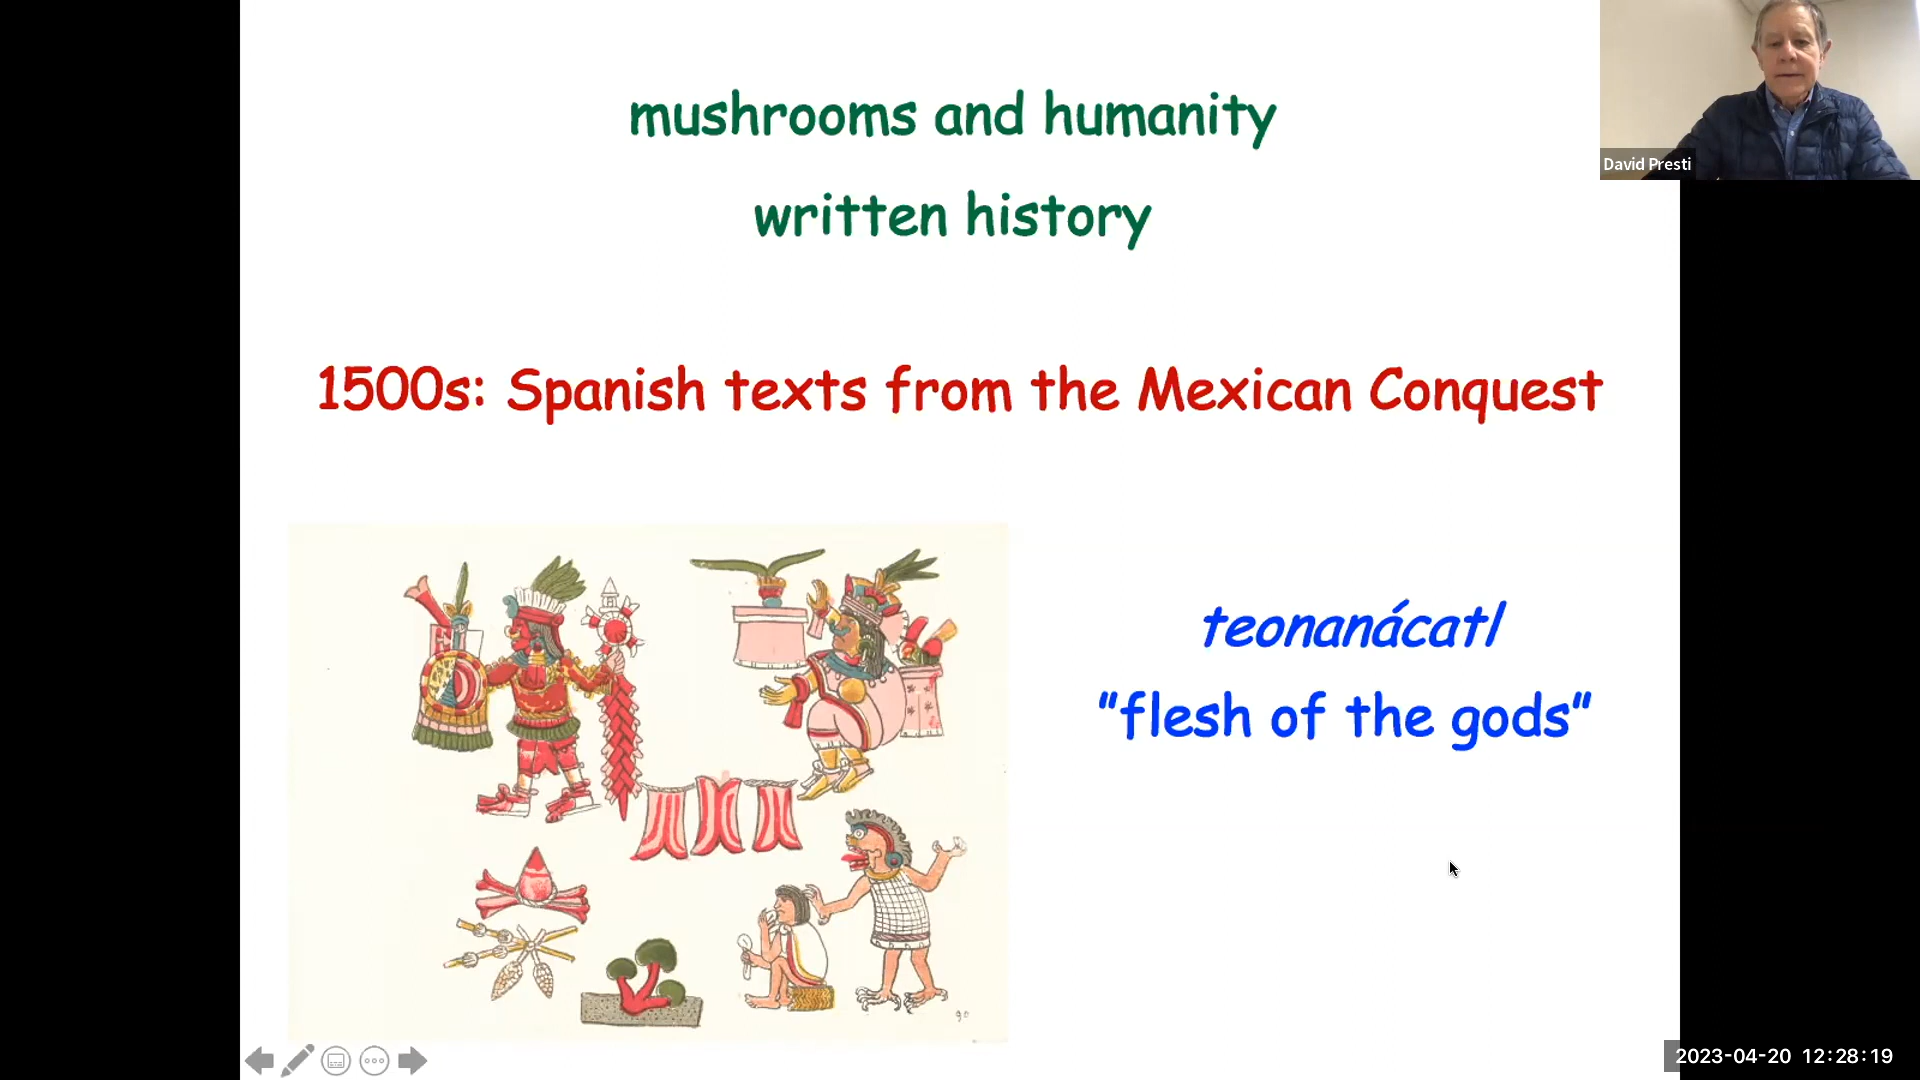 mushrooms and humanity
written history
1500s: Spanish texts from the Mexican Conquest
teonanácatl
"flesh of the gods"
David Presti
90
2023-04-20 12:28:19